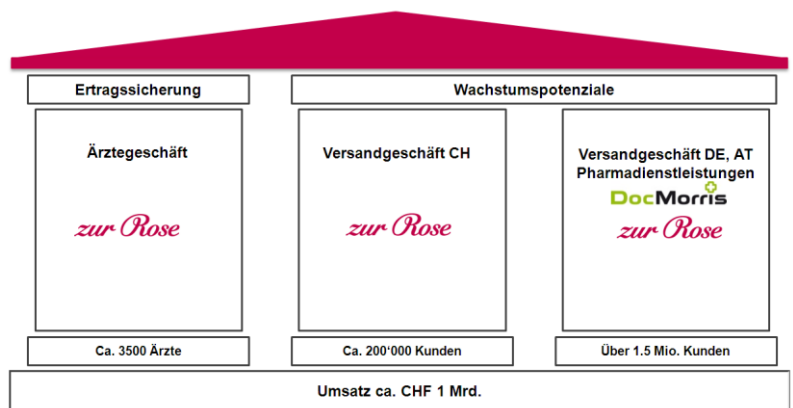 Ertragssicherung
Wachstumspotenziale
Ärztegeschäft
zur Rose
Versandgeschäft CH
zur Rose
Versandgeschäft DE, AT
Pharmadienstleistungen
DocMorris
zur Rose
Ca. 3500 Ärzte
Ca. 200‘000 Kunden
Über 1.5 Mio. Kunden
Umsatz ca. CHF 1 Mrd.